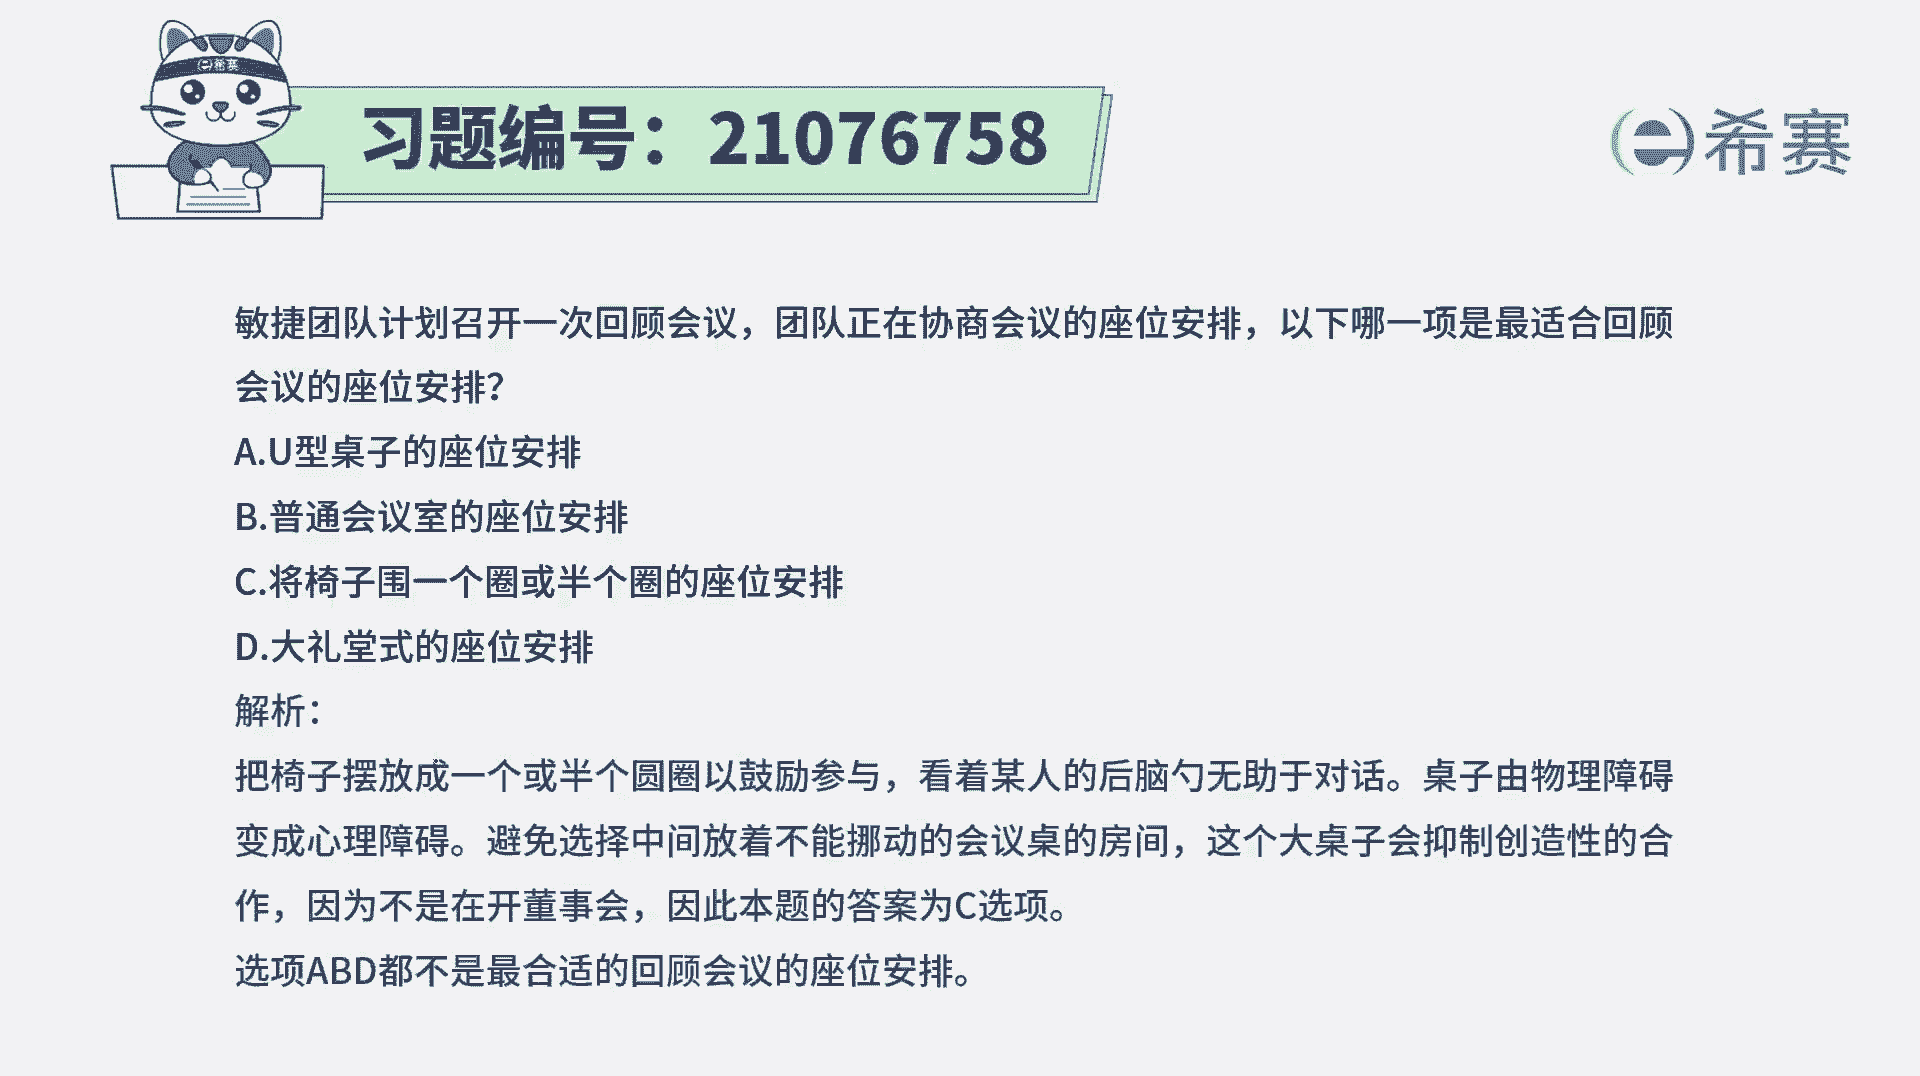 希赛
习题编号：21076758
希赛
敏捷团队计划召开一次回顾会议，团队正在协商会议的座位安排，以下哪一项是最适合回顾
会议的座位安排？
A.U型桌子的座位安排
B.普通会议室的座位安排
C.将椅子围一个圈或半个圈的座位安排
D.大礼堂式的座位安排
解析：
把椅子摆放成一个或半个圆圈以鼓励参与，看着某人的后脑勺无助于对话。桌子由物理障碍
变成心理障碍。避免选择中间放着不能挪动的会议桌的房间，这个大桌子会抑制创造性的合
作，因为不是在开董事会，因此本题的答案为C选项。
选项ABD都不是最合适的回顾会议的座位安排。